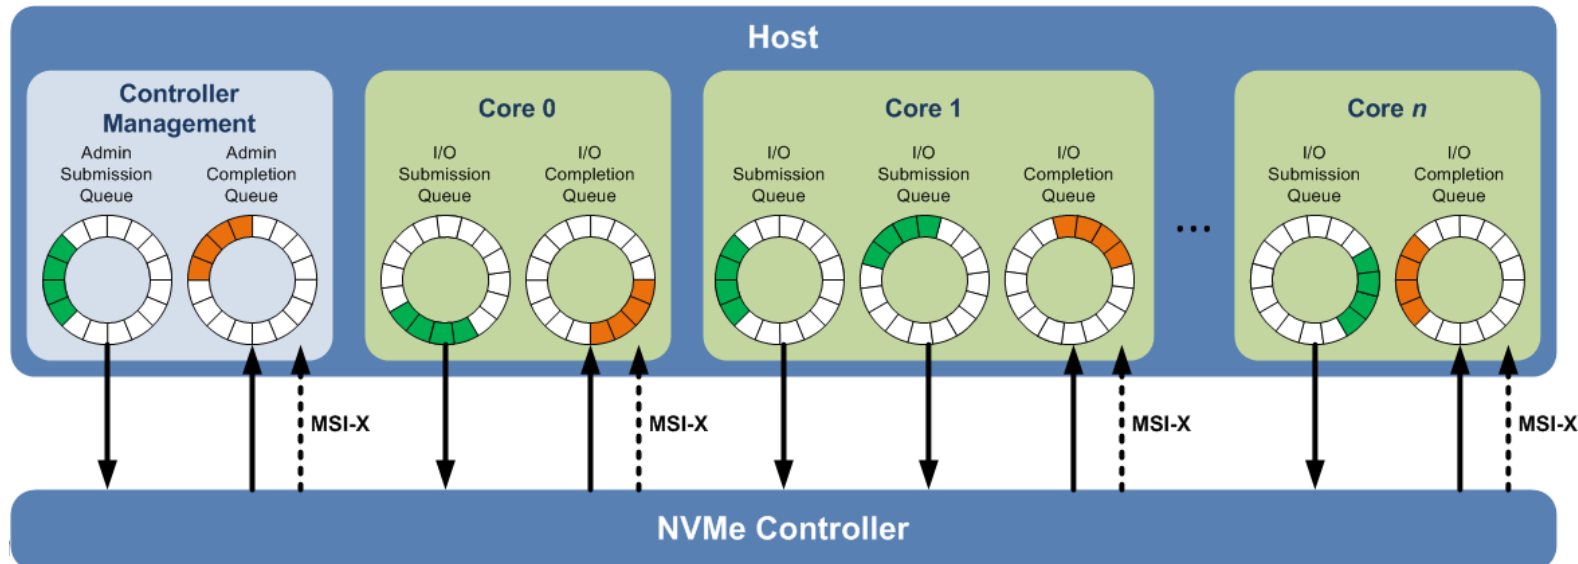 Host
Controller
Management
Admin
Submission
Queue
Admin
Completion
Queue
Core 0
I/O
Submission
Queue
I/O
Completion
Queue
Core 1
I/O
Submission
Queue
I/O
Submission
Queue
I/O
Completion
Queue
...
Core n
I/O
Submission
Queue
I/O
Completion
Queue
MSI-X
MSI-X
MSI-X
MSI-X
NVMe Controller